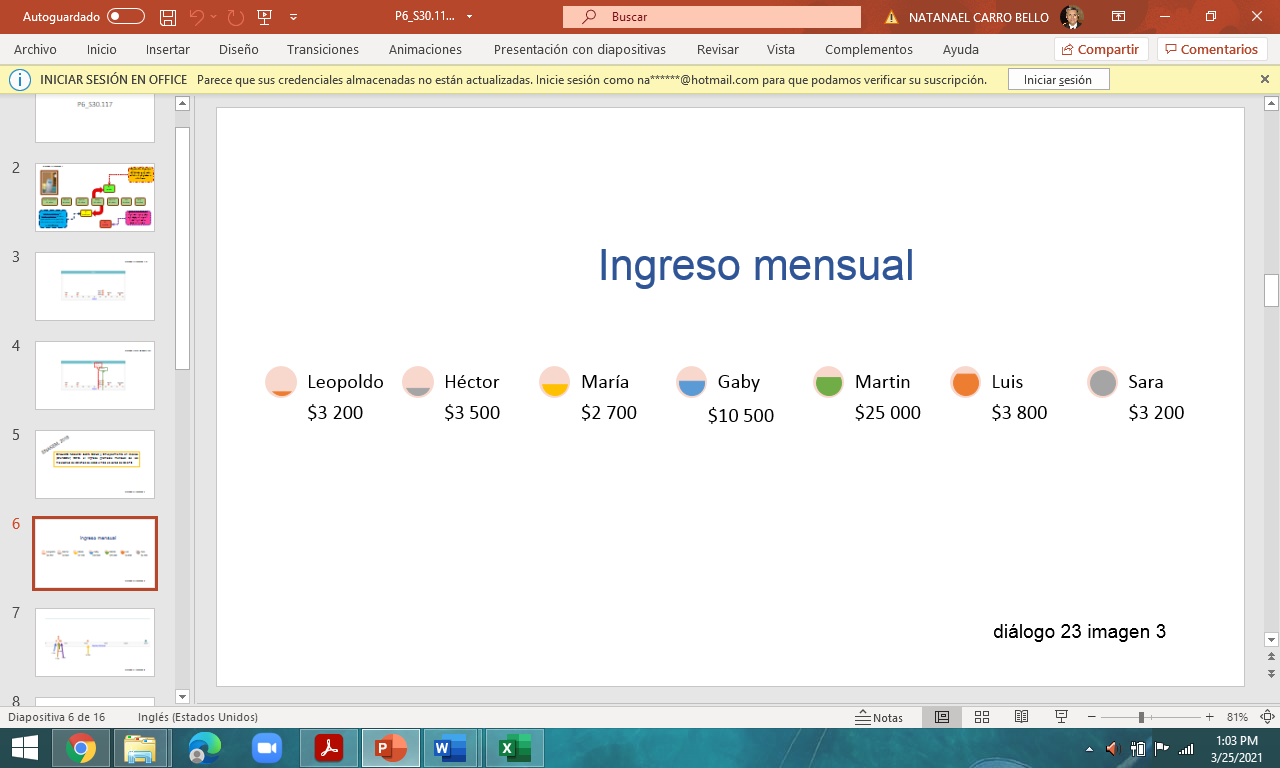 Autoguardado
P6_S30.11...
Buscar
NATANAEL CARRO BELLO
Archivo Inicio Insertar Diseño Transiciones Animaciones Presentación con diapositivas Revisar Vista Complementos Ayuda Compartir Comentarios
INICIAR SESIÓN EN OFFICE Parece que sus credenciales almacenadas no están actualizadas. Inicie sesión como na******@hotmail.com para que podamos verificar su suscripción. Iniciar sesión
P6_S30.117
2
3
4
5
6
Ingreso mensual
7
8
Ingreso mensual
Leopoldo Héctor María Gaby Martin Luis Sara
$3 200 $3 500 $2 700 $10 500 $25 000 $3 800 $3 200
diálogo 23 imagen 3
Diapositiva 6 de 16 Inglés (Estados Unidos) Notas 81%
1:03 PM
3/25/2021